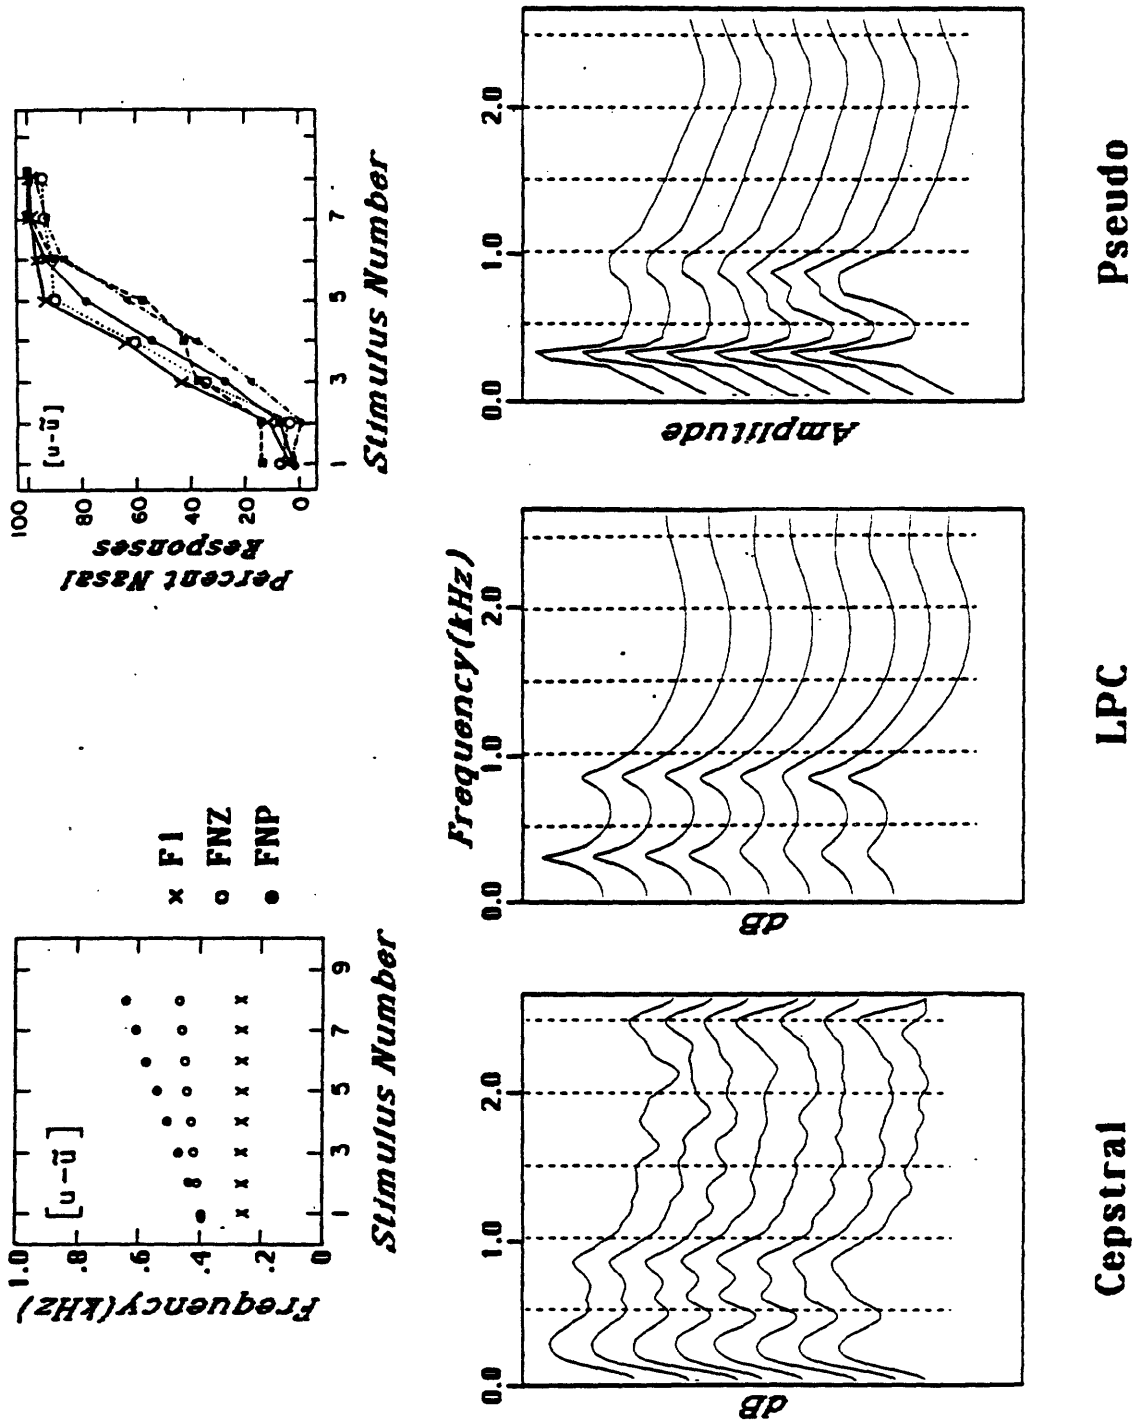 Frequency(kHz)
1.0
.8
.6
.4
.2
0
[u-ũ]
1 3 5 7 9
Stimulus Number
x F1
o FNZ
● FNP
Percent Nasal
Responses
100
80
60
40
20
0
[u-ũ]
1 3 5 7
Stimulus Number
Frequency(kHz)
0.0 1.0 2.0
dB
Cepstral
0.0 1.0 2.0
dB
LPC
0.0 1.0 2.0
Amplitude
Pseudo